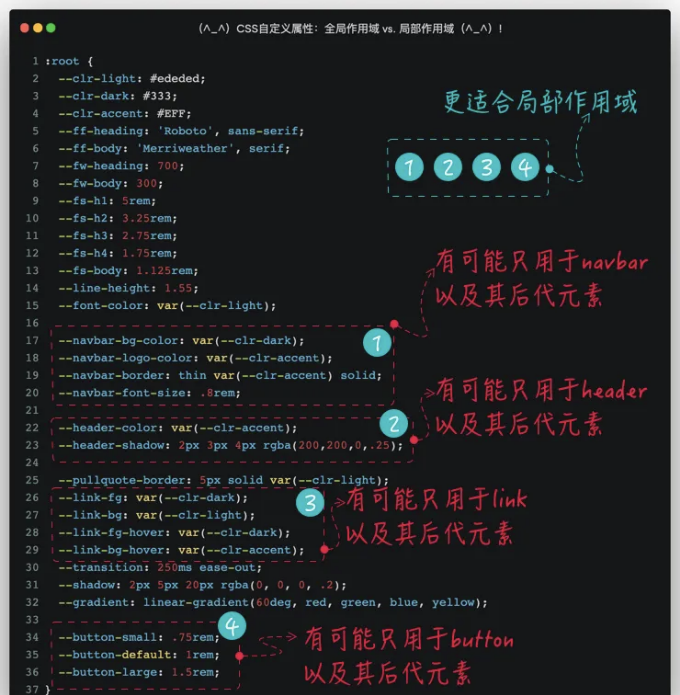 (^_^) CSS自定义属性：全局作用域 vs. 局部作用域 (^_^) !
1 :root {
2 --clr-light: #ededed;
3 --clr-dark: #333;
4 --clr-accent: #EFF;
5 --ff-heading: 'Roboto', sans-serif;
6 --ff-body: 'Merriweather', serif;
7 --fw-heading: 700;
8 --fw-body: 300;
9 --fs-h1: 5rem;
10 --fs-h2: 3.25rem;
11 --fs-h3: 2.75rem;
12 --fs-h4: 1.75rem;
13 --fs-body: 1.125rem;
14 --line-height: 1.55;
15 --font-color: var(--clr-light);
16
17 --navbar-bg-color: var(--clr-dark);
18 --navbar-logo-color: var(--clr-accent);
19 --navbar-border: thin var(--clr-accent) solid;
20 --navbar-font-size: .8rem;
21
22 --header-color: var(--clr-accent);
23 --header-shadow: 2px 3px 4px rgba(200,200,0,.25);
24
25 --pullquote-border: 5px solid var(--clr-light);
26 --link-fg: var(--clr-dark);
27 --link-bg: var(--clr-light);
28 --link-fg-hover: var(--clr-dark);
29 --link-bg-hover: var(--clr-accent);
30 --transition: 250ms ease-out;
31 --shadow: 2px 5px 20px rgba(0, 0, 0, .2);
32 --gradient: linear-gradient(60deg, red, green, blue, yellow);
33
34 --button-small: .75rem;
35 --button-default: 1rem;
36 --button-large: 1.5rem;
37 }
更适合局部作用域
1 2 3 4
1
有可能只用于navbar
以及其后代元素
2
有可能只用于header
以及其后代元素
3
有可能只用于link
以及其后代元素
4
有可能只用于button
以及其后代元素